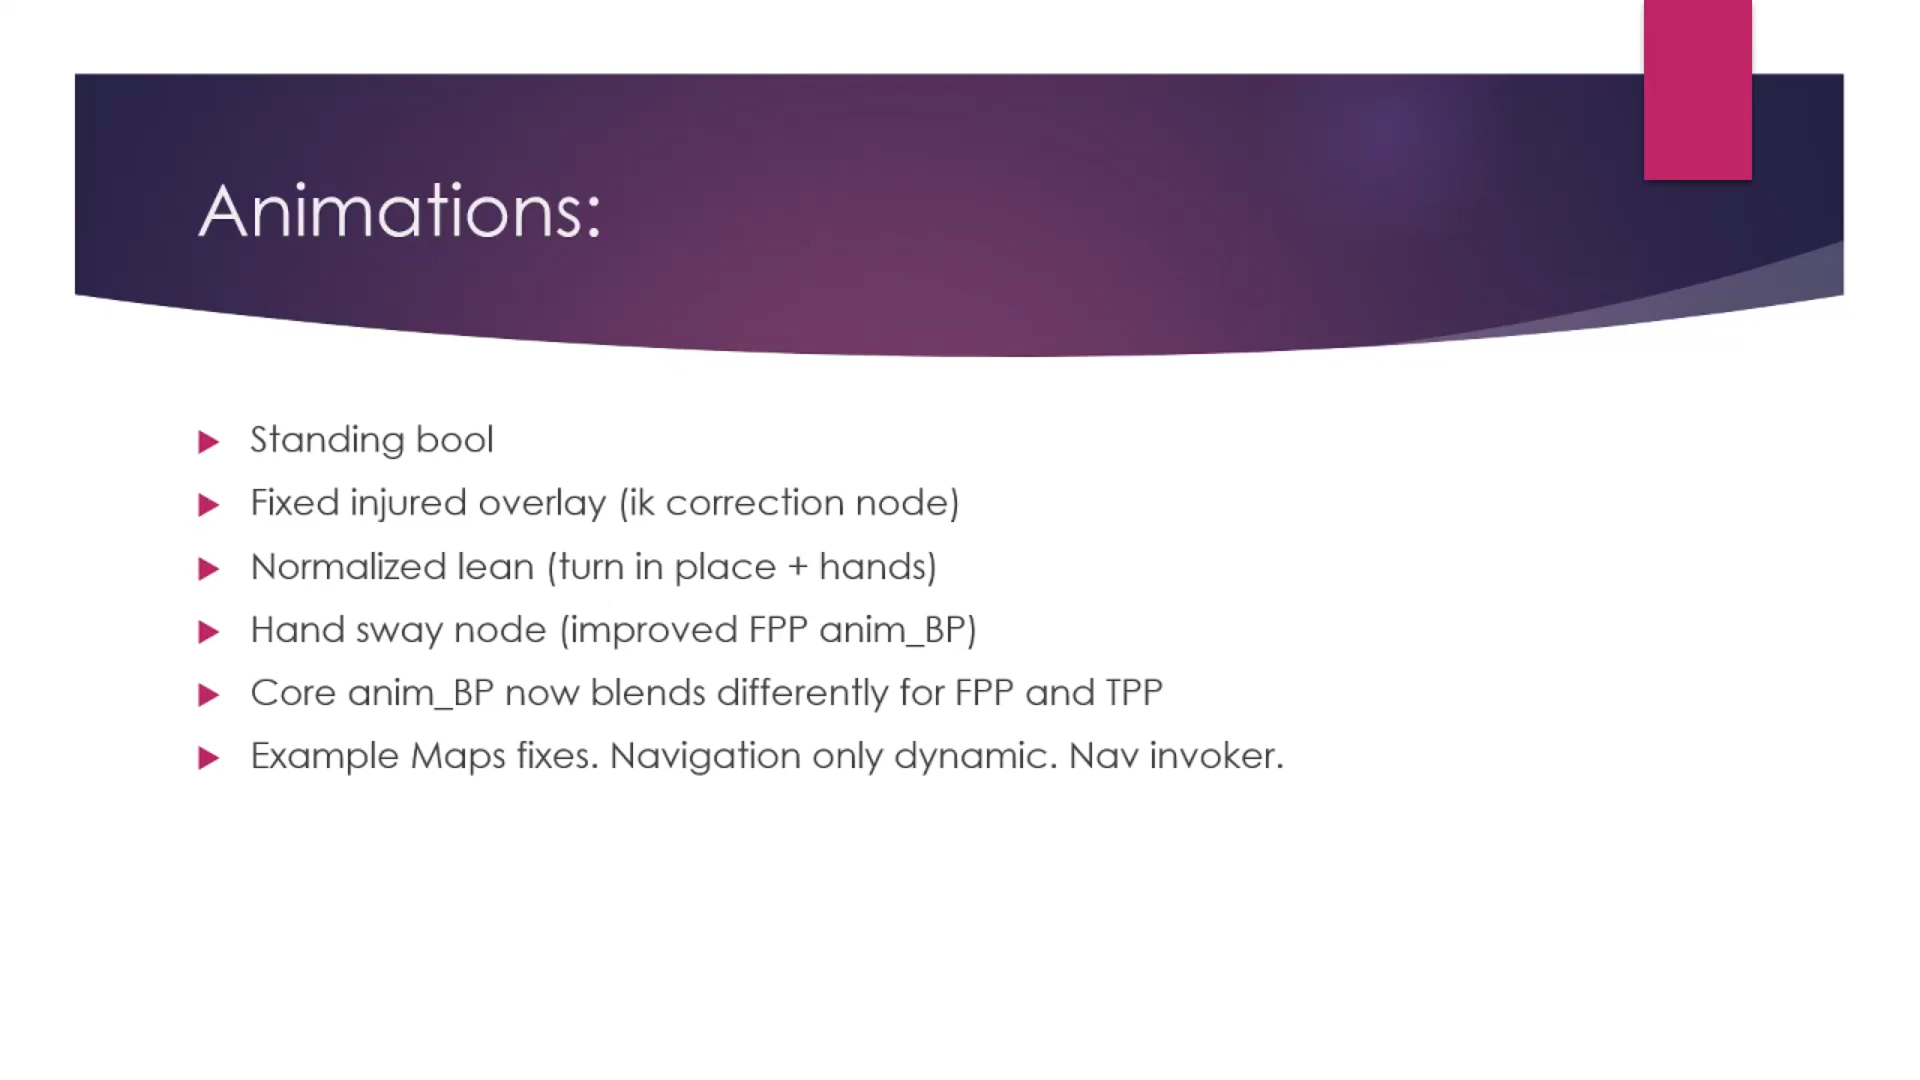 Animations:
Standing bool
Fixed injured overlay (ik correction node)
Normalized lean (turn in place + hands)
Hand sway node (improved FPP anim_BP)
Core anim_BP now blends differently for FPP and TPP
Example Maps fixes. Navigation only dynamic. Nav invoker.